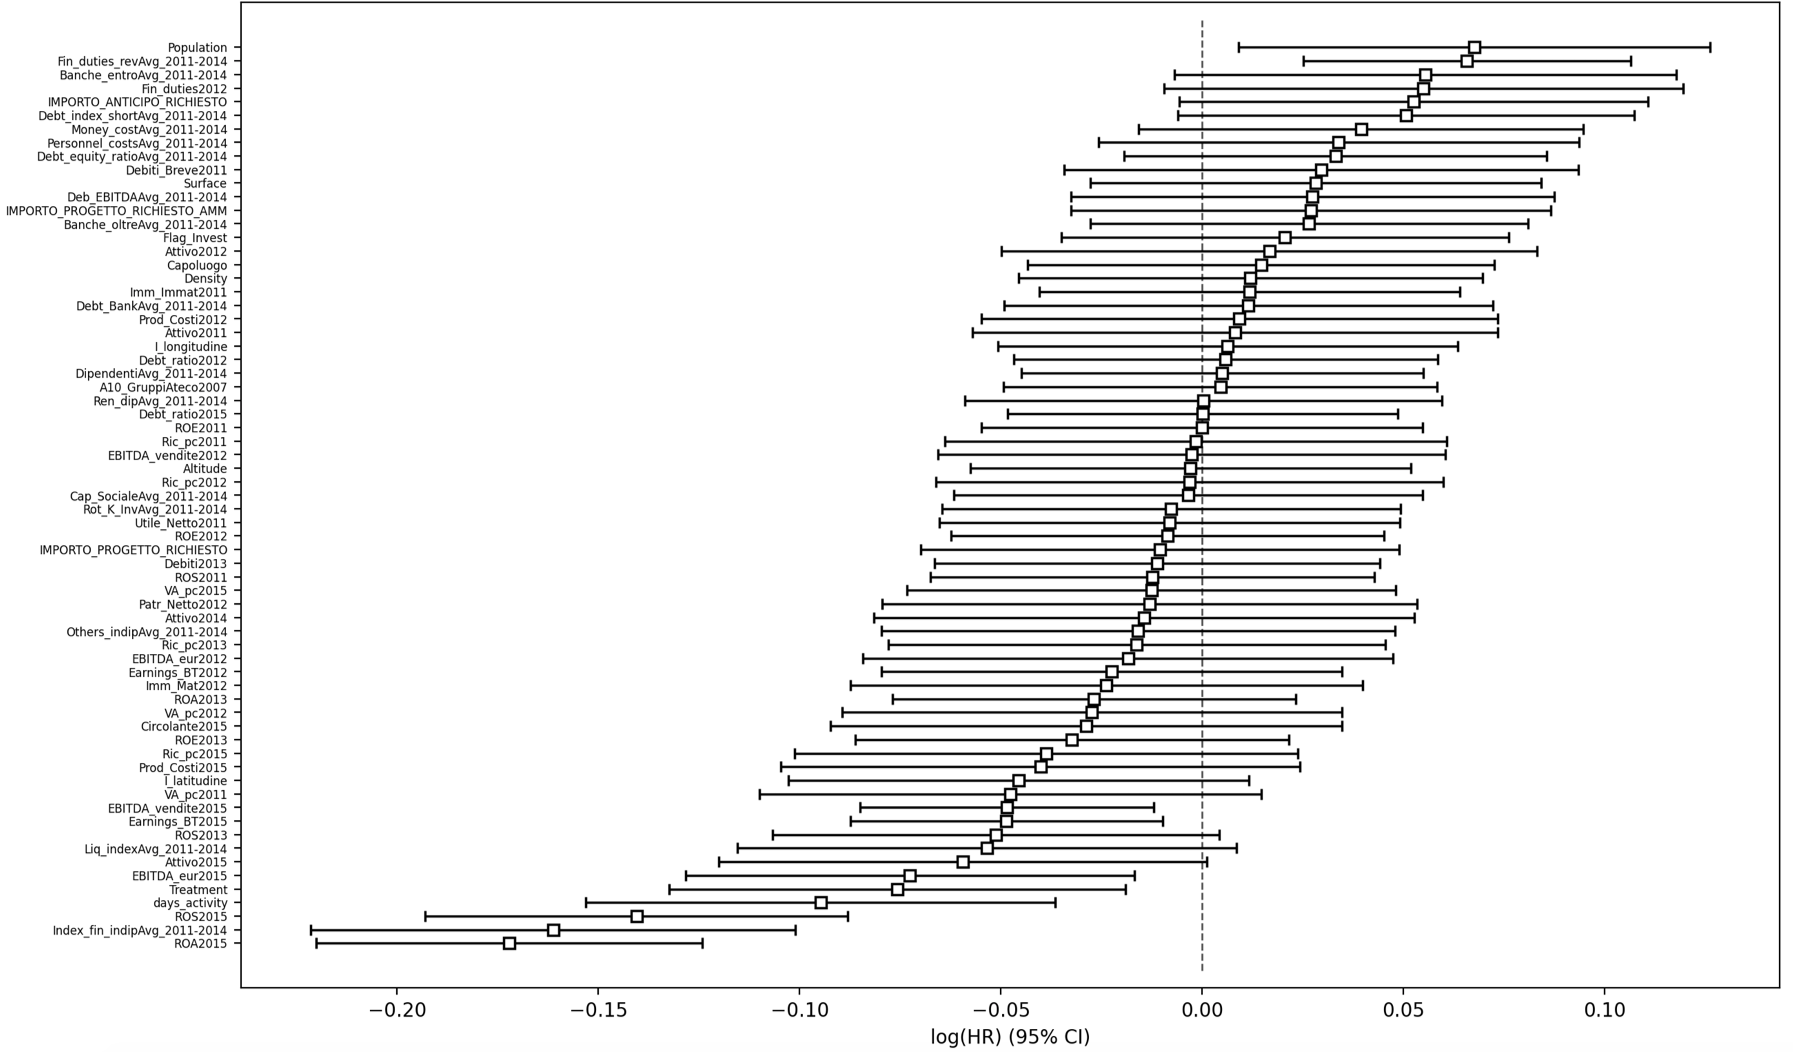 Population
Fin_duties_revAvg_2011-2014
Banche_entroAvg_2011-2014
Fin_duties2012
IMPORTO_ANTICIPO_RICHIESTO
Debt_index_shortAvg_2011-2014
Money_costAvg_2011-2014
Personnel_costsAvg_2011-2014
Debt_equity_ratioAvg_2011-2014
Debiti_Breve2011
Surface
Deb_EBITDAAvg_2011-2014
IMPORTO_PROGETTO_RICHIESTO_AMM
Banche_oltreAvg_2011-2014
Flag_Invest
Attivo2012
Capoluogo
Density
Imm_Immat2011
Debt_BankAvg_2011-2014
Prod_Costi2012
Attivo2011
I_longitudine
Debt_ratio2012
DipendentiAvg_2011-2014
A10_GruppiAteco2007
Ren_dipAvg_2011-2014
Debt_ratio2015
ROE2011
Ric_pc2011
EBITDA_vendite2012
Altitude
Ric_pc2012
Cap_SocialeAvg_2011-2014
Rot_K_InvAvg_2011-2014
Utile_Netto2011
ROE2012
IMPORTO_PROGETTO_RICHIESTO
Debiti2013
ROS2011
VA_pc2015
Patr_Netto2012
Attivo2014
Others_indipAvg_2011-2014
Ric_pc2013
EBITDA_eur2012
Earnings_BT2012
Imm_Mat2012
ROA2013
VA_pc2012
Circolante2015
ROE2013
Ric_pc2015
Prod_Costi2015
I_latitudine
VA_pc2011
EBITDA_vendite2015
Earnings_BT2015
ROS2013
Liq_indexAvg_2011-2014
Attivo2015
EBITDA_eur2015
Treatment
days_activity
ROS2015
Index_fin_indipAvg_2011-2014
ROA2015
−0.20 −0.15 −0.10 −0.05 0.00 0.05 0.10
log(HR) (95% CI)